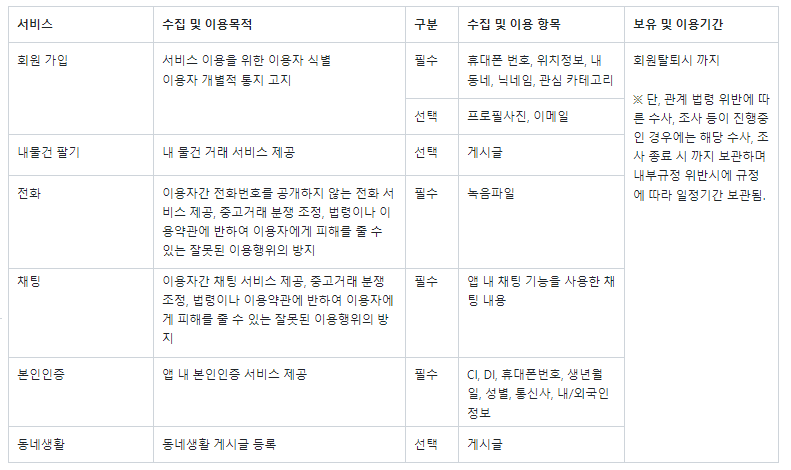 서비스
수집 및 이용목적
구분
수집 및 이용 항목
보유 및 이용기간
회원 가입
서비스 이용을 위한 이용자 식별
이용자 개별적 통지 고지
필수
휴대폰 번호, 위치정보, 내
동네, 닉네임, 관심 카테고리
선택
프로필사진, 이메일
회원탈퇴시 까지
※ 단, 관계 법령 위반에 따
른 수사, 조사 등이 진행중
인 경우에는 해당 수사, 조
사 종료 시 까지 보관하며
내부규정 위반시에 규정
에 따라 일정기간 보관됨.
내물건 팔기
내 물건 거래 서비스 제공
선택
게시글
전화
이용자간 전화번호를 공개하지 않는 전화 서
비스 제공, 중고거래 분쟁 조정, 법령이나 이
용약관에 반하여 이용자에게 피해를 줄 수
있는 잘못된 이용행위의 방지
필수
녹음파일
채팅
이용자간 채팅 서비스 제공, 중고거래 분쟁
조정, 법령이나 이용약관에 반하여 이용자에
게 피해를 줄 수 있는 잘못된 이용행위의 방
지
필수
앱 내 채팅 기능을 사용한 채
팅 내용
본인인증
앱 내 본인인증 서비스 제공
필수
CI, DI, 휴대폰번호, 생년월
일, 성별, 통신사, 내/외국인
정보
동네생활
동네생활 게시글 등록
선택
게시글